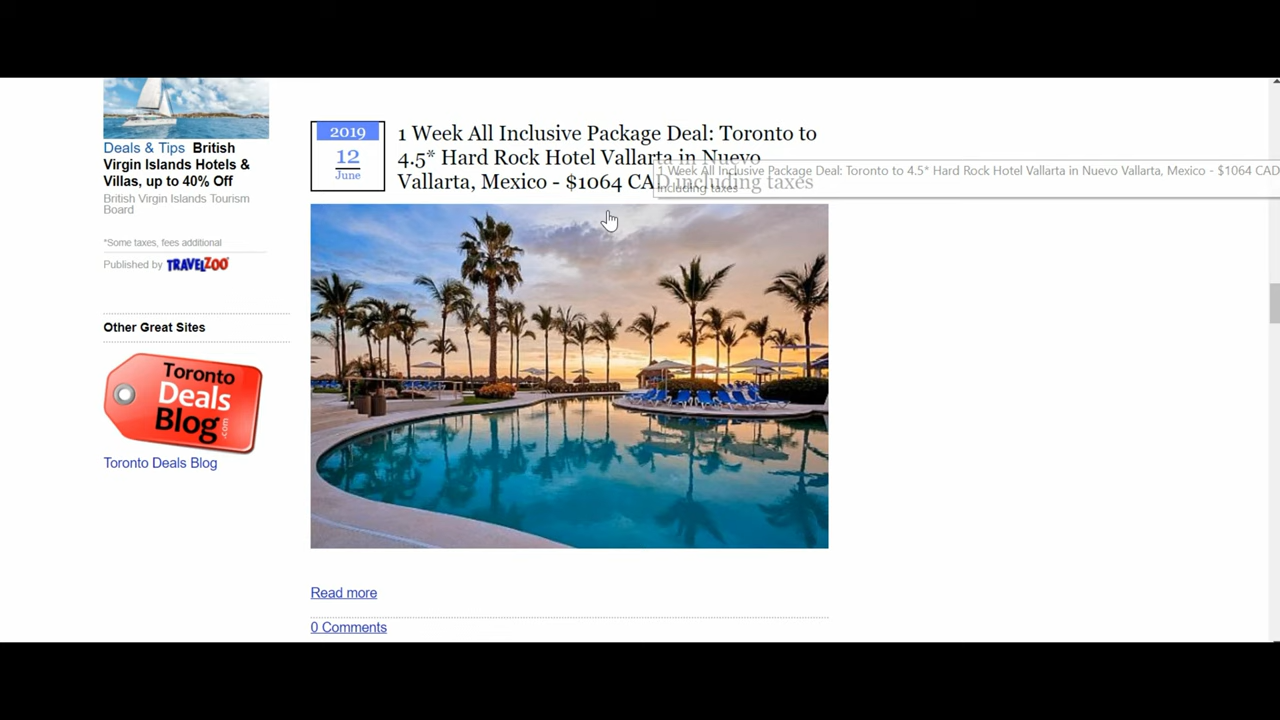 Deals & Tips British
Virgin Islands Hotels &
Villas, up to 40% Off
British Virgin Islands Tourism
Board
*Some taxes, fees additional
Published by TRAVELZOO
Other Great Sites
Toronto
Deals
Blog
.com
Toronto Deals Blog
2019
12
June
1 Week All Inclusive Package Deal: Toronto to
4.5* Hard Rock Hotel Vallarta in Nuevo
Vallarta, Mexico - $1064 CAD including taxes
1 Week All Inclusive Package Deal: Toronto to 4.5* Hard Rock Hotel Vallarta in Nuevo Vallarta, Mexico - $1064 CAD
including taxes
Read more
0 Comments